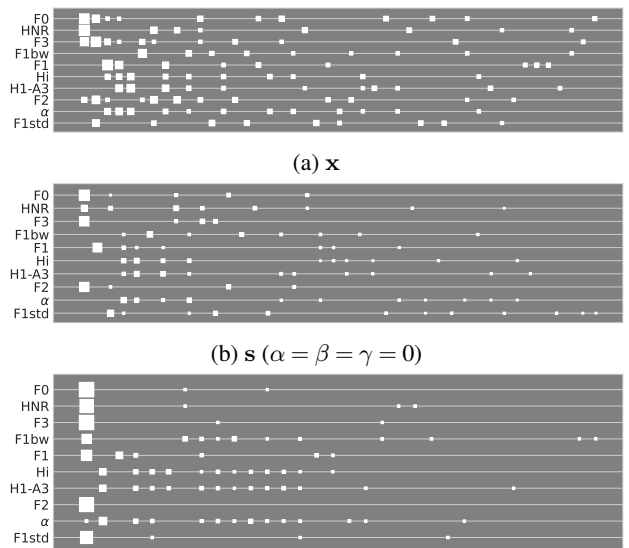 F0
HNR
F3
F1bw
F1
Hi
H1-A3
F2
α
F1std
(a) x
F0
HNR
F3
F1bw
F1
Hi
H1-A3
F2
α
F1std
(b) s (α = β = γ = 0)
F0
HNR
F3
F1bw
F1
Hi
H1-A3
F2
α
F1std